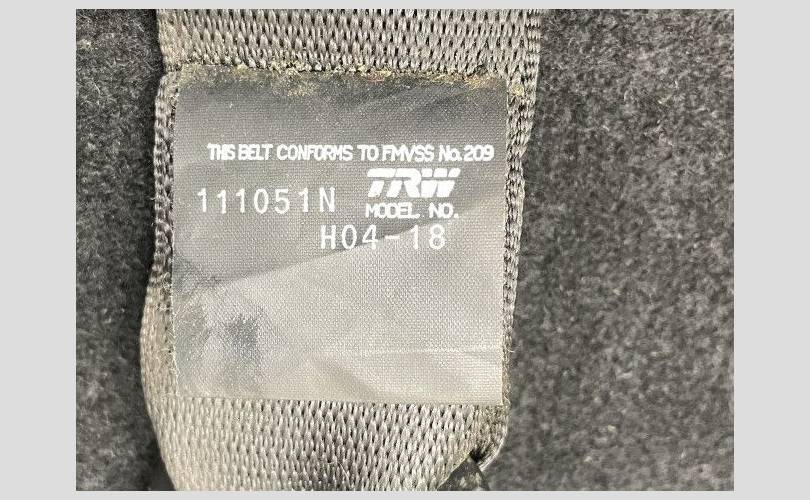 THIS BELT CONFORMS TO FMVSS No. 209
TRW
111051N MODEL. NO.
H04-18